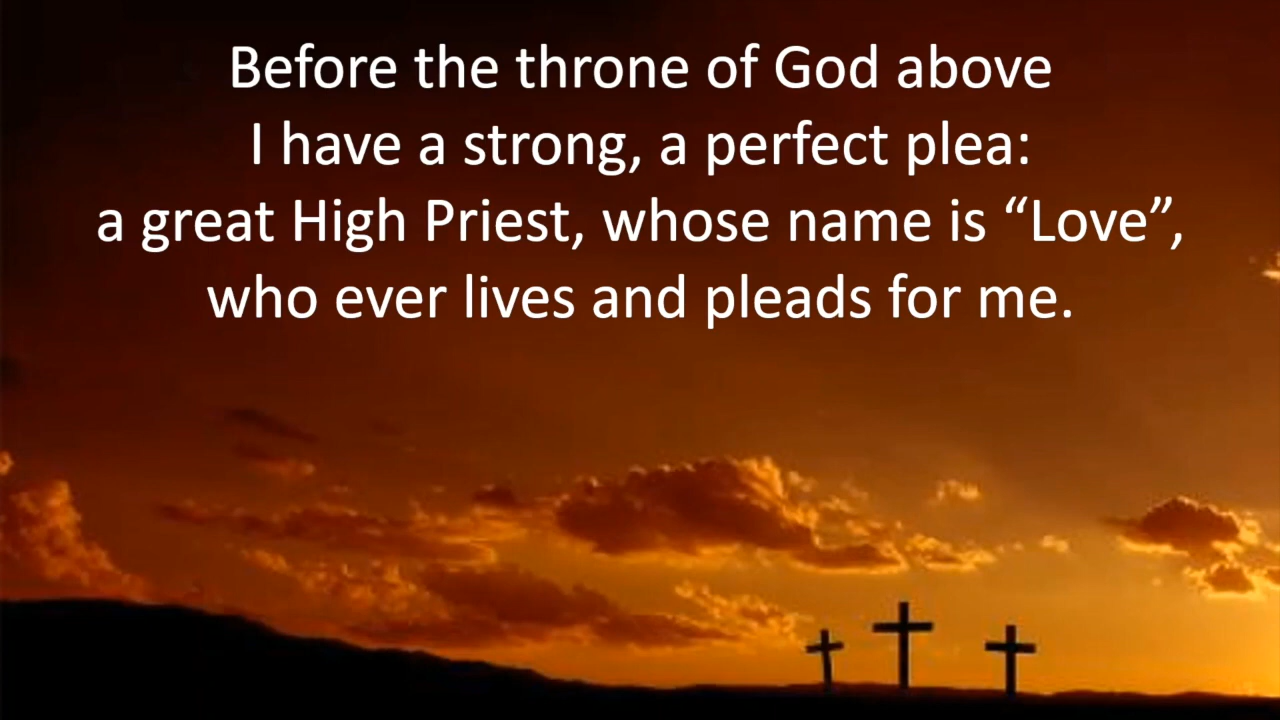 Before the throne of God above
I have a strong, a perfect plea:
a great High Priest, whose name is “Love”,
who ever lives and pleads for me.